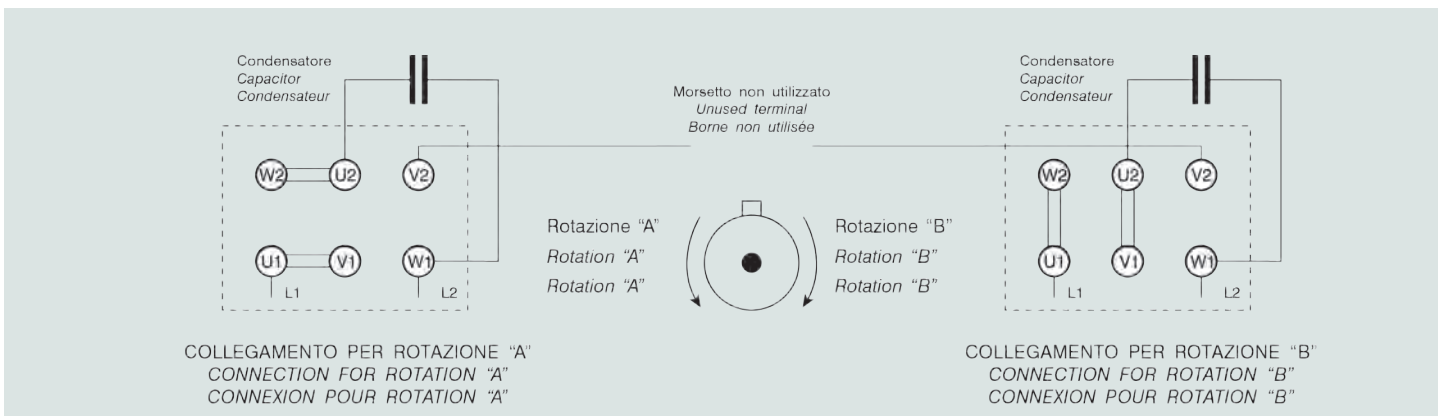 Condensatore
Capacitor
Condensateur
W2
U2
V2
U1
V1
W1
L1
L2
COLLEGAMENTO PER ROTAZIONE “A”
CONNECTION FOR ROTATION “A”
CONNEXION POUR ROTATION “A”
Morsetto non utilizzato
Unused terminal
Borne non utilisée
Rotazione “A”
Rotation “A”
Rotation “A”
Rotazione “B”
Rotation “B”
Rotation “B”
Condensatore
Capacitor
Condensateur
W2
U2
V2
U1
V1
W1
L1
L2
COLLEGAMENTO PER ROTAZIONE “B”
CONNECTION FOR ROTATION “B”
CONNEXION POUR ROTATION “B”